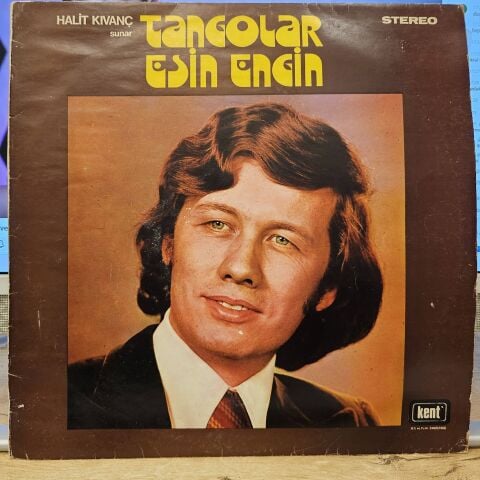 HALİT KIVANÇ
sunar
TANGOLAR
ESİN ENGİN
STEREO
kent